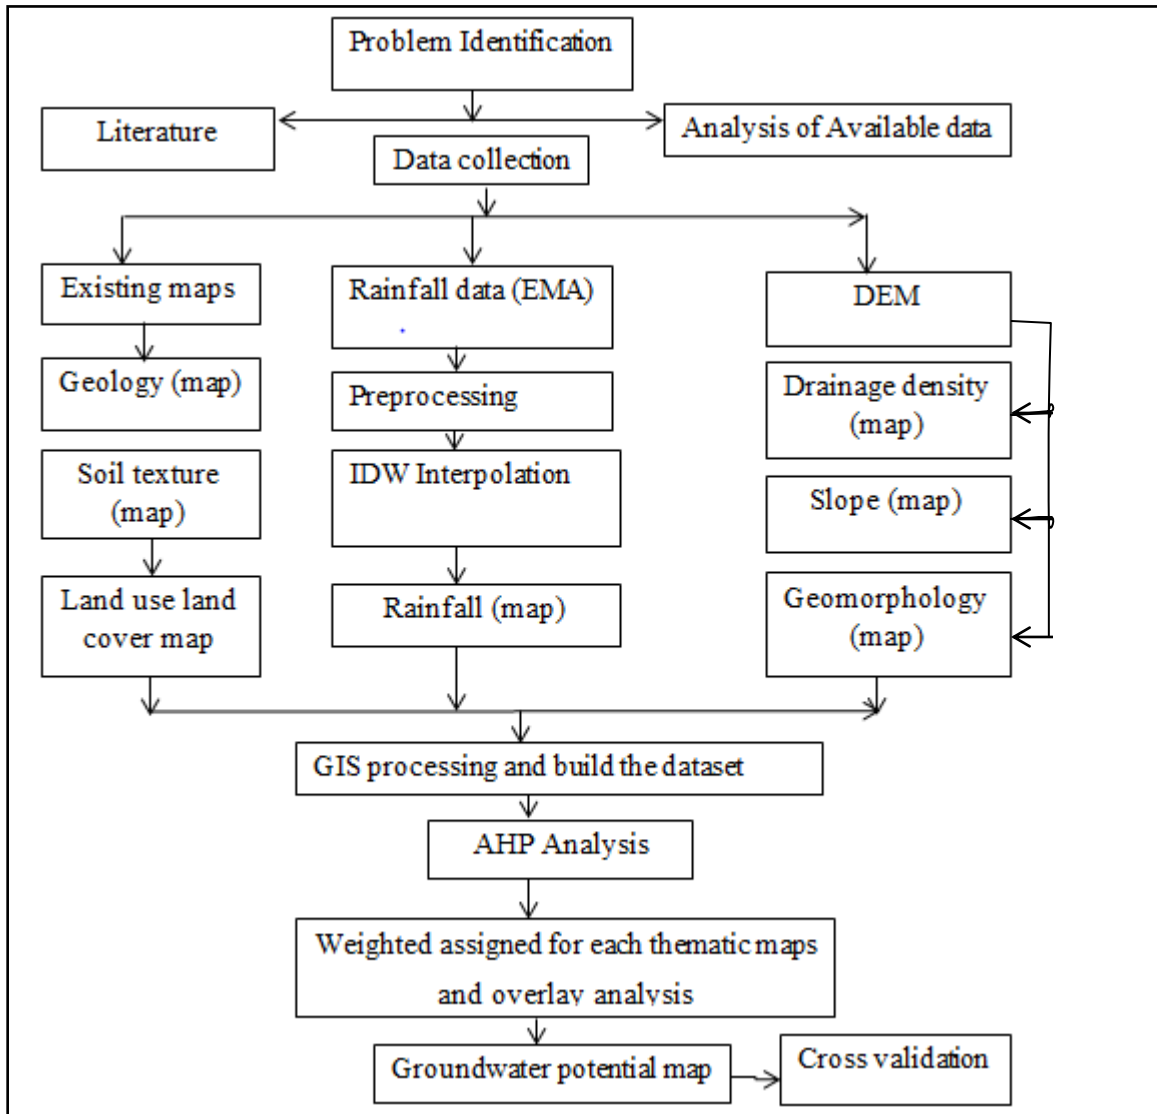 Problem Identification
Literature
Analysis of Available data
Data collection
Existing maps
Rainfall data (EMA)
DEM
Geology (map)
Preprocessing
Drainage density
(map)
Soil texture
(map)
IDW Interpolation
Slope (map)
Land use land
cover map
Rainfall (map)
Geomorphology
(map)
GIS processing and build the dataset
AHP Analysis
Weighted assigned for each thematic maps
and overlay analysis
Groundwater potential map
Cross validation